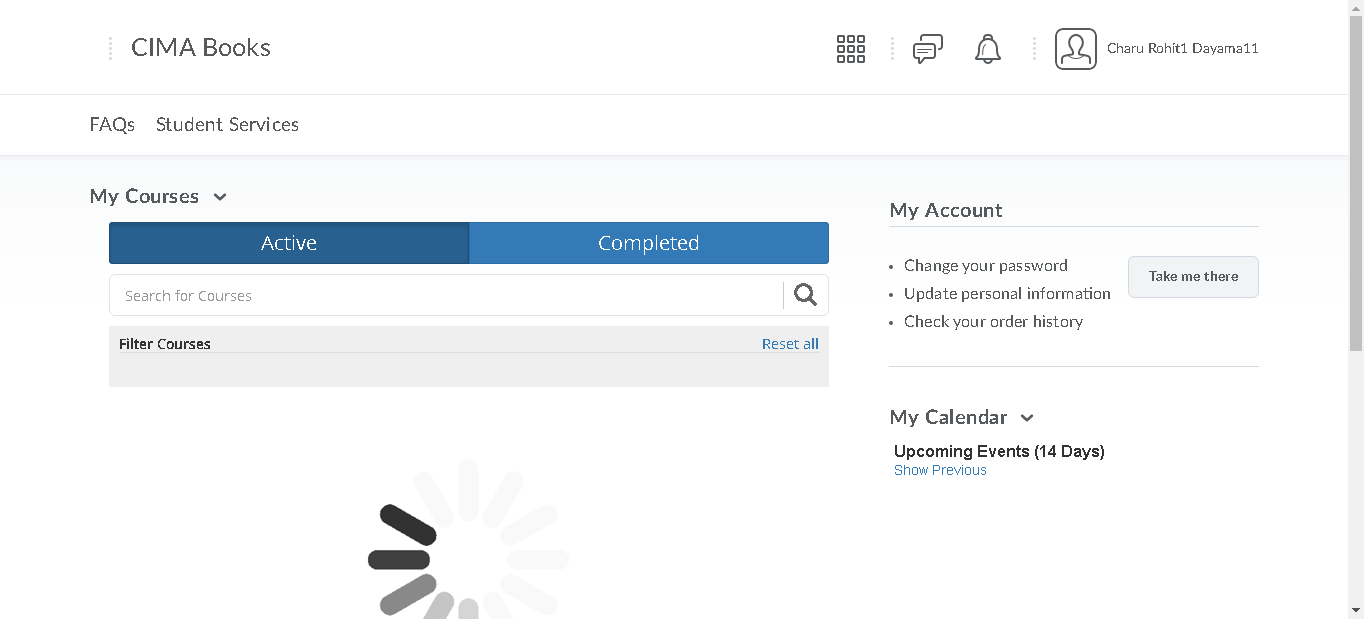 CIMA Books
Charu Rohit1 Dayama11
FAQs Student Services
My Courses
Active Completed
Search for Courses
Filter Courses Reset all
My Account
Change your password
Update personal information
Check your order history
Take me there
My Calendar
Upcoming Events (14 Days)
Show Previous